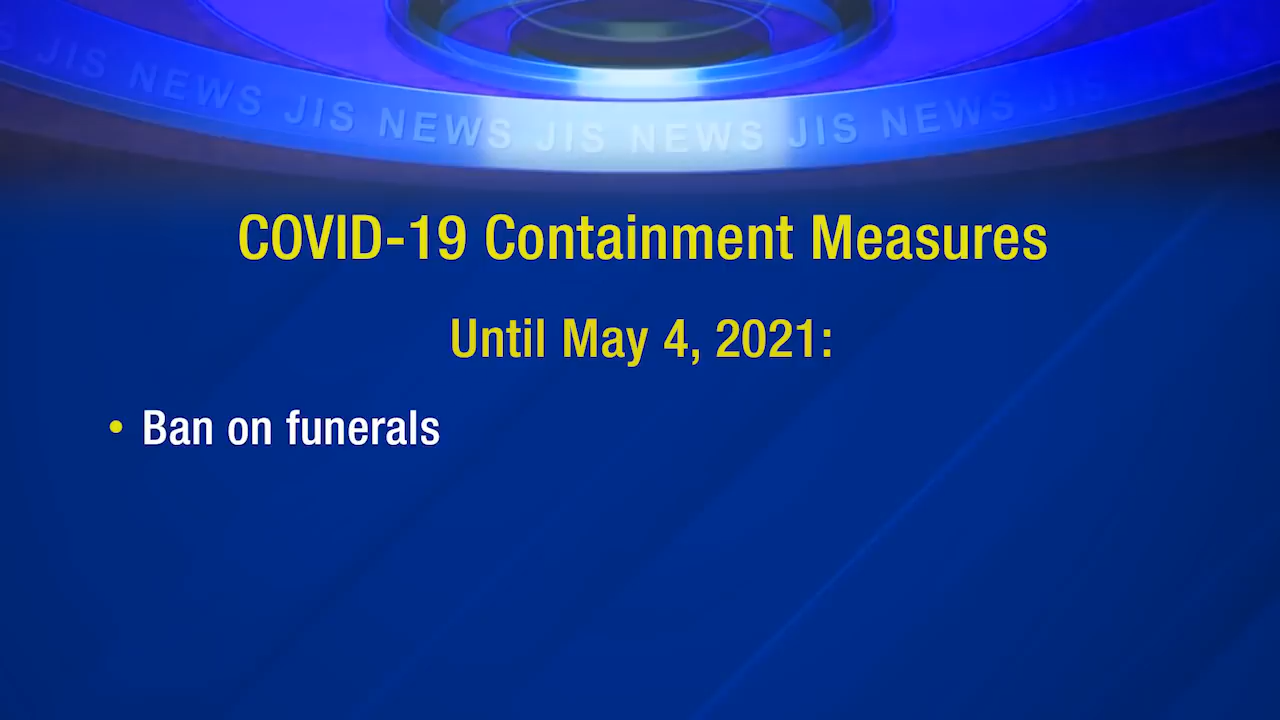 JIS NEWS JIS NEWS JIS NEWS JIS NEWS JIS
COVID-19 Containment Measures
Until May 4, 2021:
• Ban on funerals